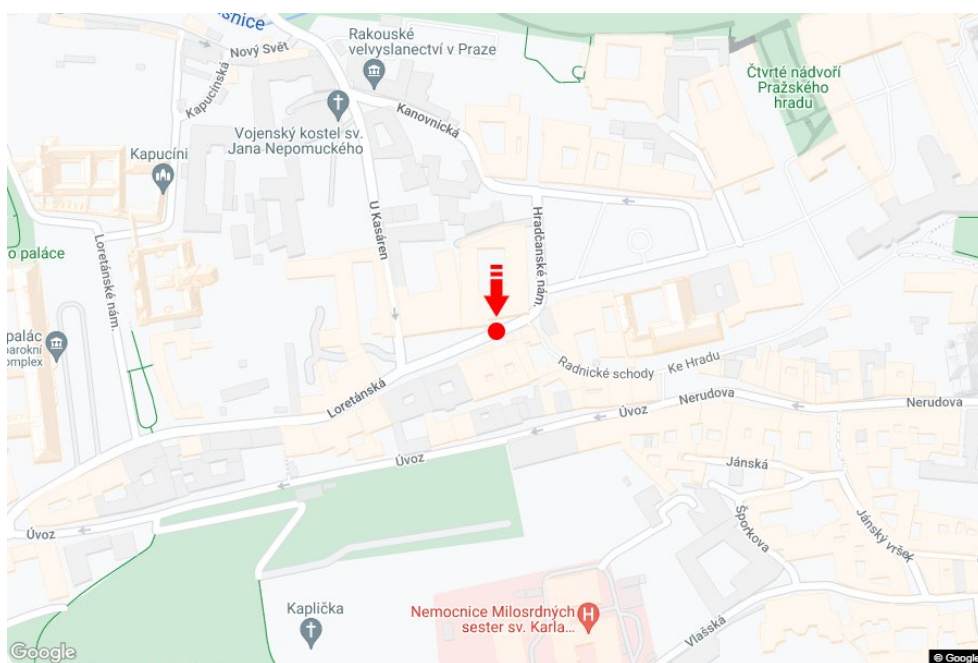 snice
Nový Svět
Rakouské
velvyslanectví v Praze
Kapucínská
Kanovnická
Čtvrté nádvoří
Pražského
hradu
Vojenský kostel sv.
Jana Nepomuckého
Kapucíni
U Kasáren
Hradčanské nám.
o paláce
Loretánské nám.
palác
barokní
omplex
Radnické schody
Ke Hradu
Loretánská
Nerudova
Úvoz
Nerudova
Úvoz
Jánská
Úvoz
Šporkova
Jánský vršek
Kaplička
Nemocnice Milosrdných
sester sv. Karla...
Vlašská
Google
© Google